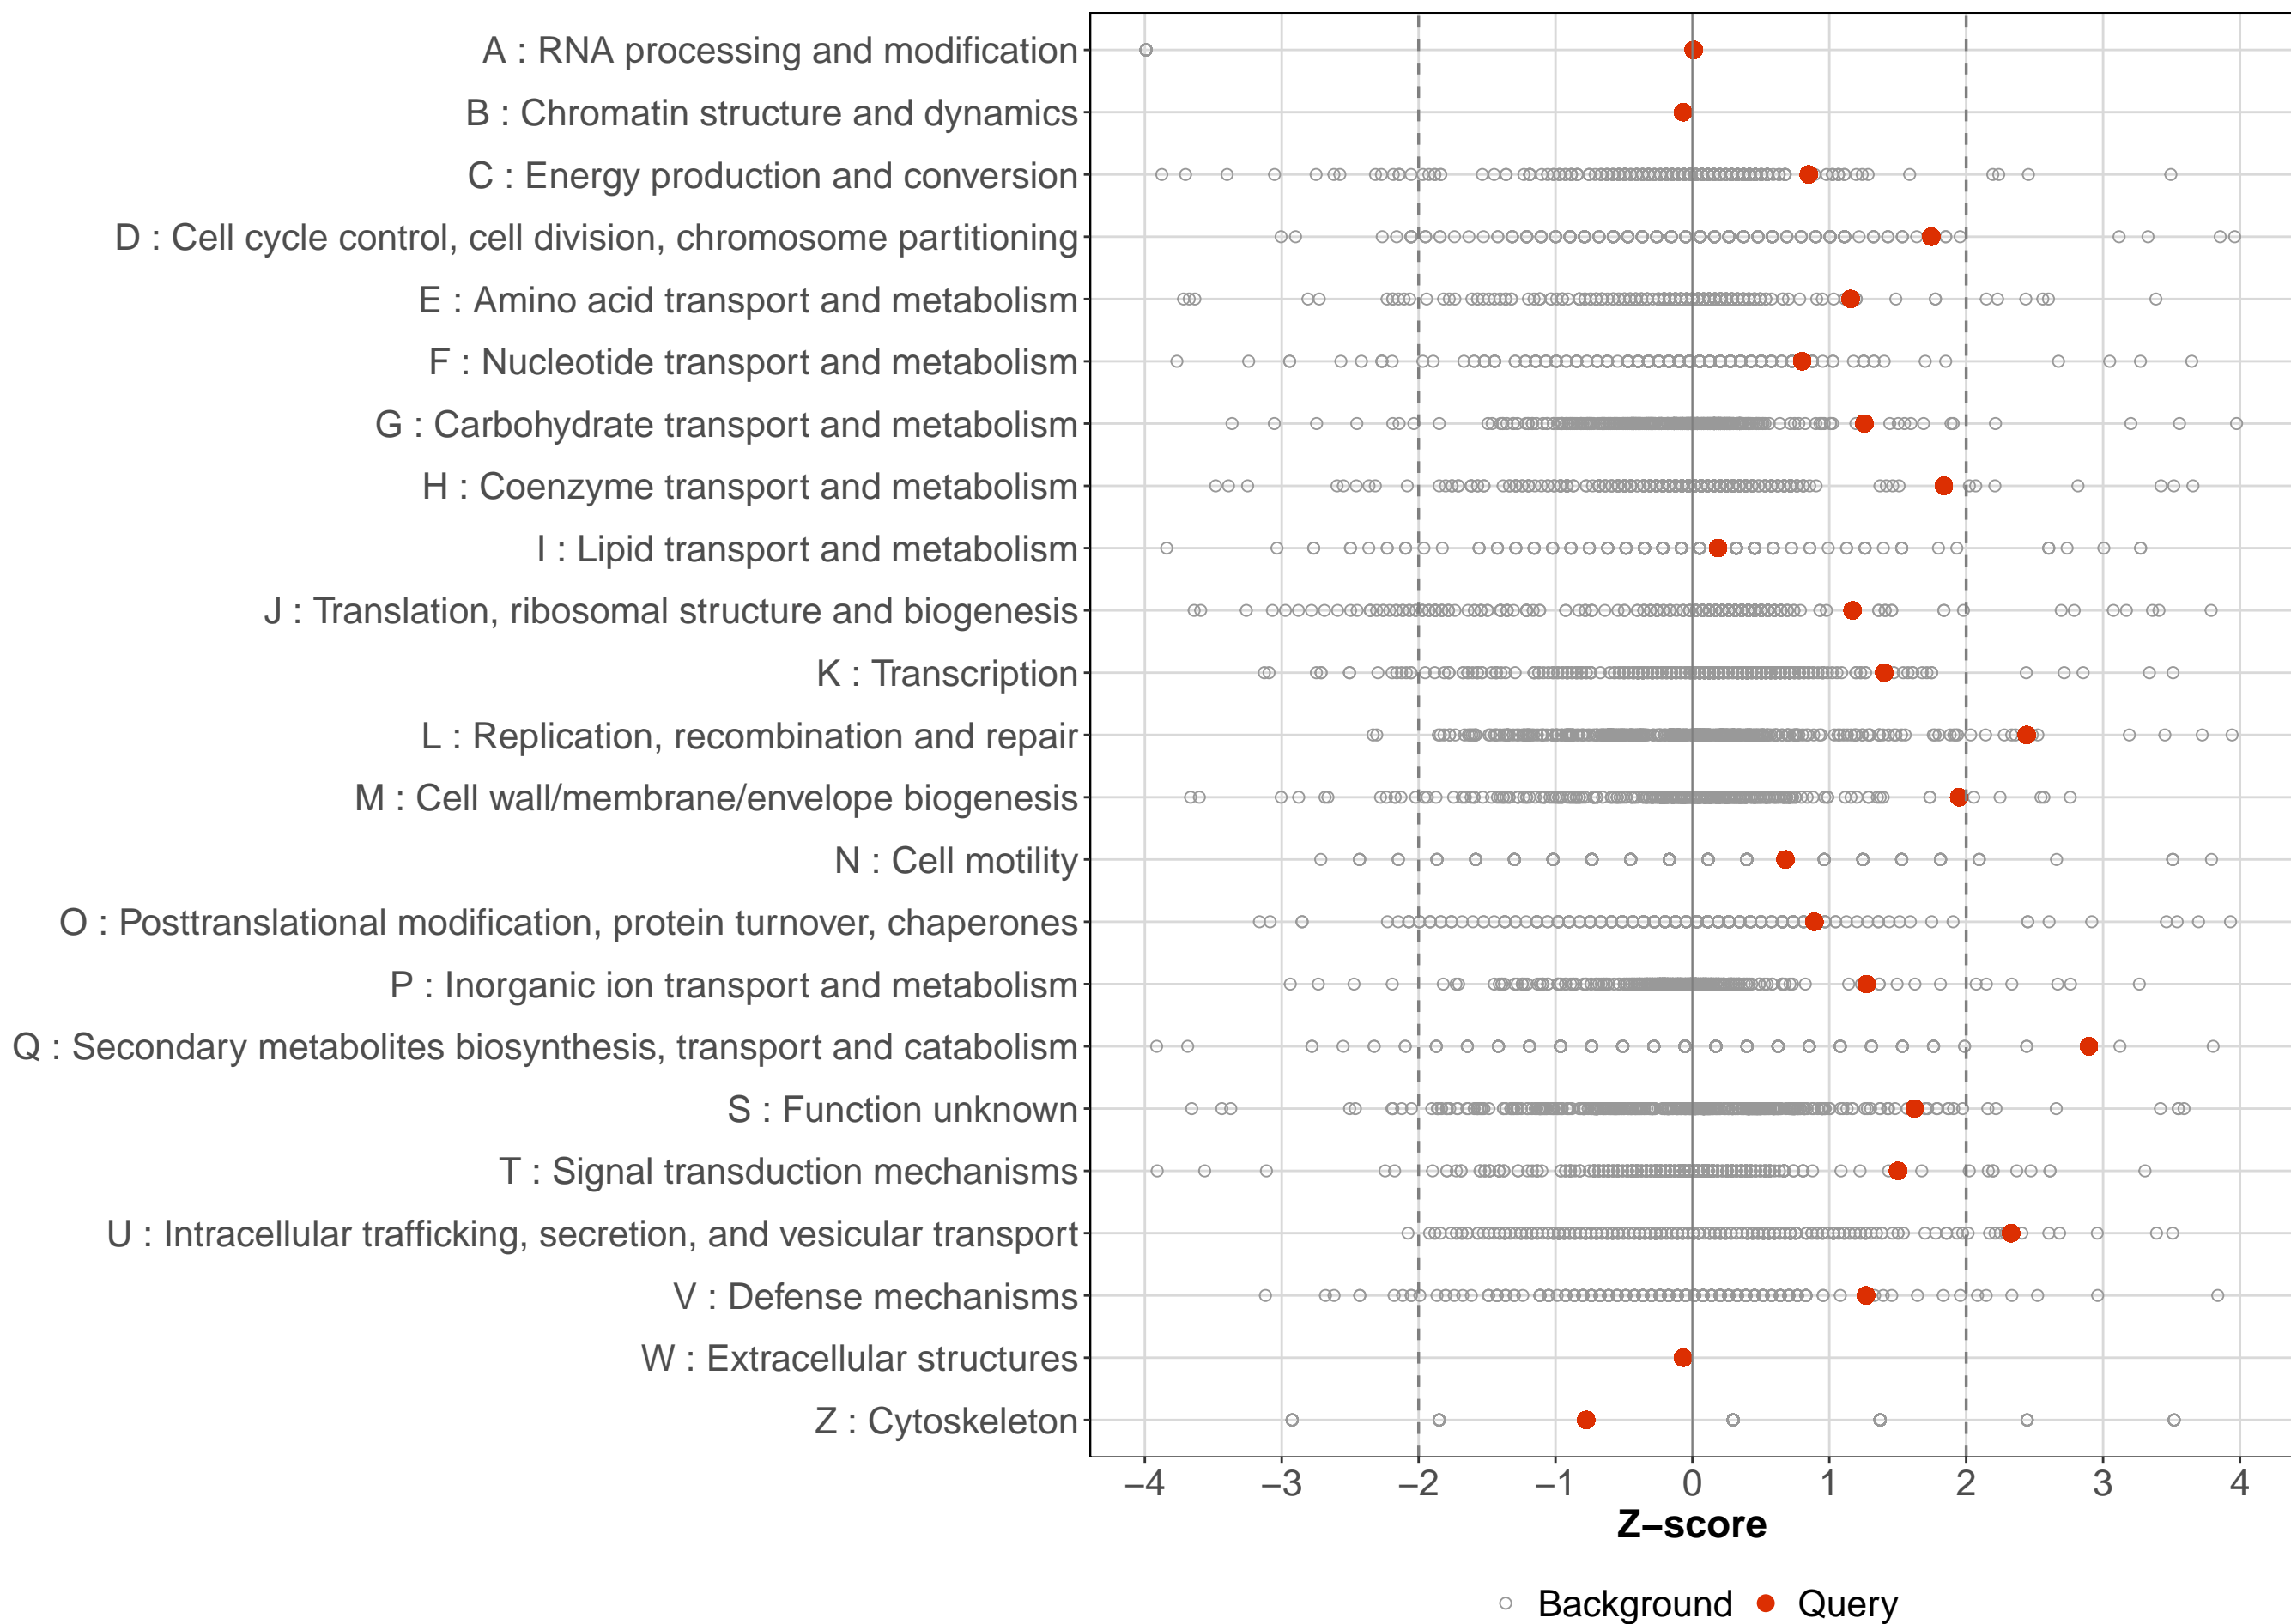 A : RNA processing and modification
B : Chromatin structure and dynamics
C : Energy production and conversion
D : Cell cycle control, cell division, chromosome partitioning
E : Amino acid transport and metabolism
F : Nucleotide transport and metabolism
G : Carbohydrate transport and metabolism
H : Coenzyme transport and metabolism
I : Lipid transport and metabolism
J : Translation, ribosomal structure and biogenesis
K : Transcription
L : Replication, recombination and repair
M : Cell wall/membrane/envelope biogenesis
N : Cell motility
O : Posttranslational modification, protein turnover, chaperones
P : Inorganic ion transport and metabolism
Q : Secondary metabolites biosynthesis, transport and catabolism
S : Function unknown
T : Signal transduction mechanisms
U : Intracellular trafficking, secretion, and vesicular transport
V : Defense mechanisms
W : Extracellular structures
Z : Cytoskeleton
−4 −3 −2 −1 0 1 2 3 4
Z−score
Background Query